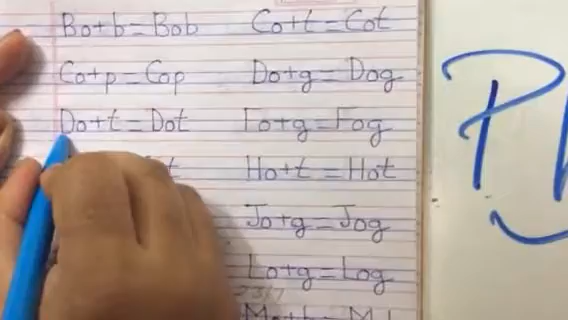 Bo+b=Bob Co+t=Cot
Co+p=Cop Do+g=Dog
Do+t=Dot Fo+g=Fog
Ho+t=Hot
Jo+g=Jog
Lo+g=Log